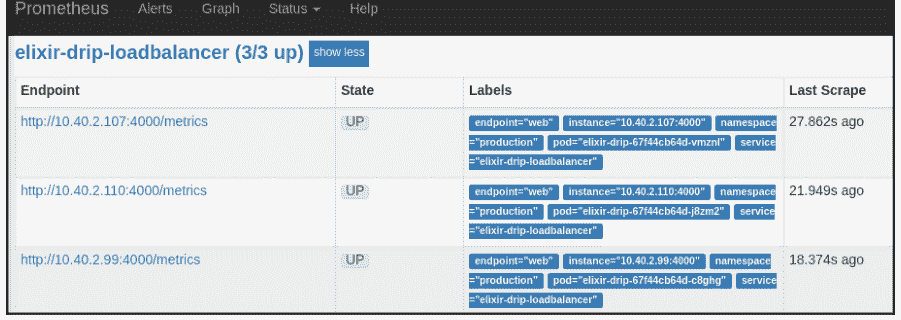 Prometheus Alerts Graph Status Help
elixir-drip-loadbalancer (3/3 up) show less
Endpoint State Labels Last Scrape
http://10.40.2.107:4000/metrics UP endpoint="web" instance="10.40.2.107:4000" namespace 27.862s ago
="production" pod="elixir-drip-67f44cb64d-vmznl" service
="elixir-drip-loadbalancer"
http://10.40.2.110:4000/metrics UP endpoint="web" instance="10.40.2.110:4000" namespace 21.949s ago
="production" pod="elixir-drip-67f44cb64d-j8zm2" service
="elixir-drip-loadbalancer"
http://10.40.2.99:4000/metrics UP endpoint="web" instance="10.40.2.99:4000" namespace 18.374s ago
="production" pod="elixir-drip-67f44cb64d-c8ghg" service
="elixir-drip-loadbalancer"